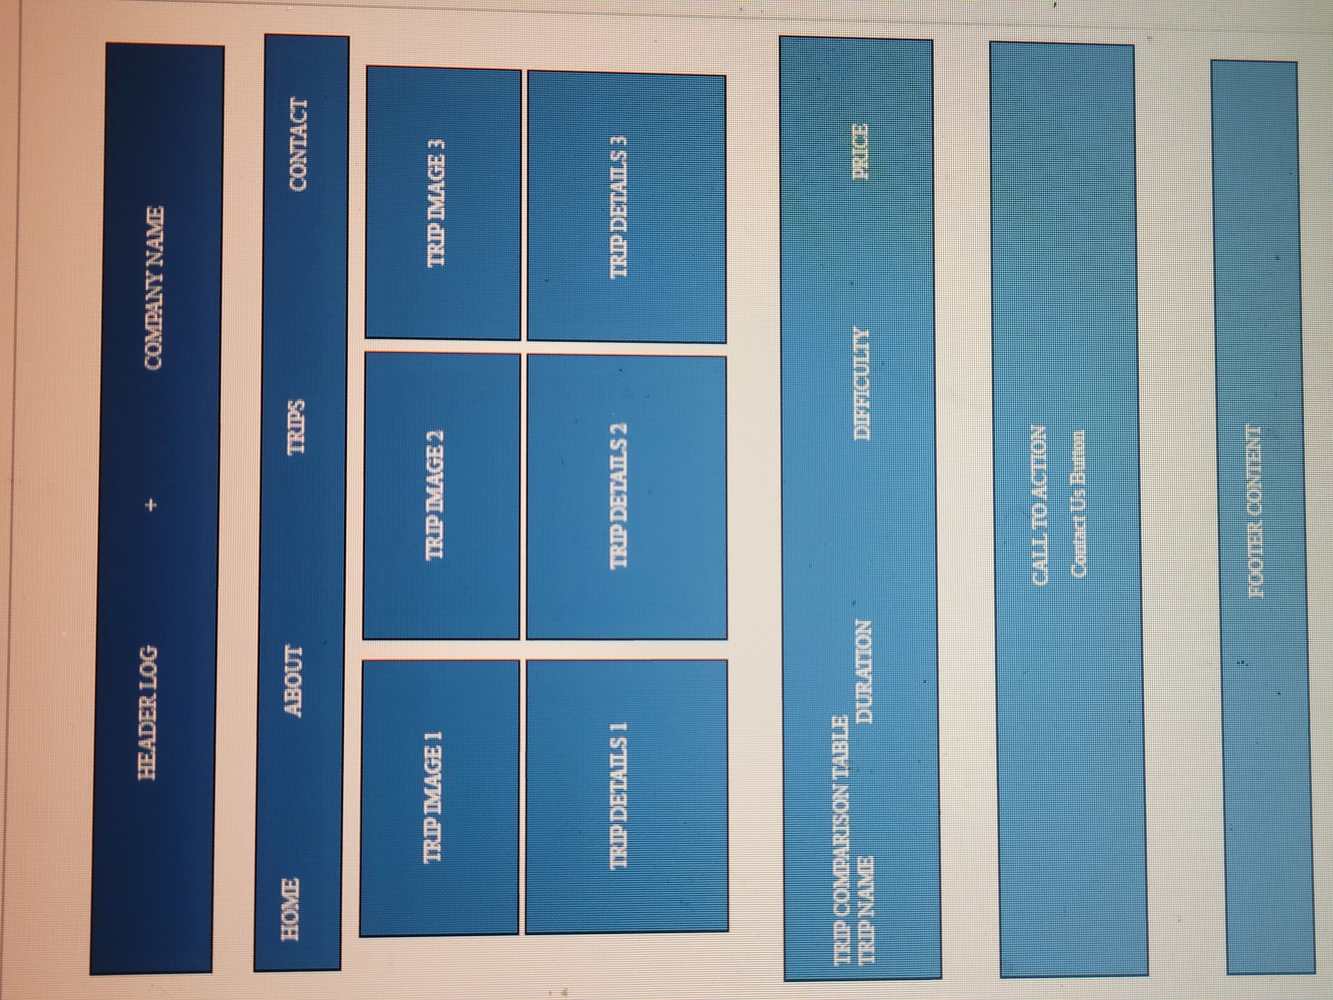 HEADER LOG + COMPANY NAME
HOME ABOUT TRIPS CONTACT
TRIP IMAGE 1 TRIP IMAGE 2 TRIP IMAGE 3
TRIP DETAILS 1 TRIP DETAILS 2 TRIP DETAILS 3
TRIP COMPARISON TABLE
TRIP NAME DURATION DIFFICULTY PRICE
CALL TO ACTION
Contact Us Button
FOOTER CONTENT